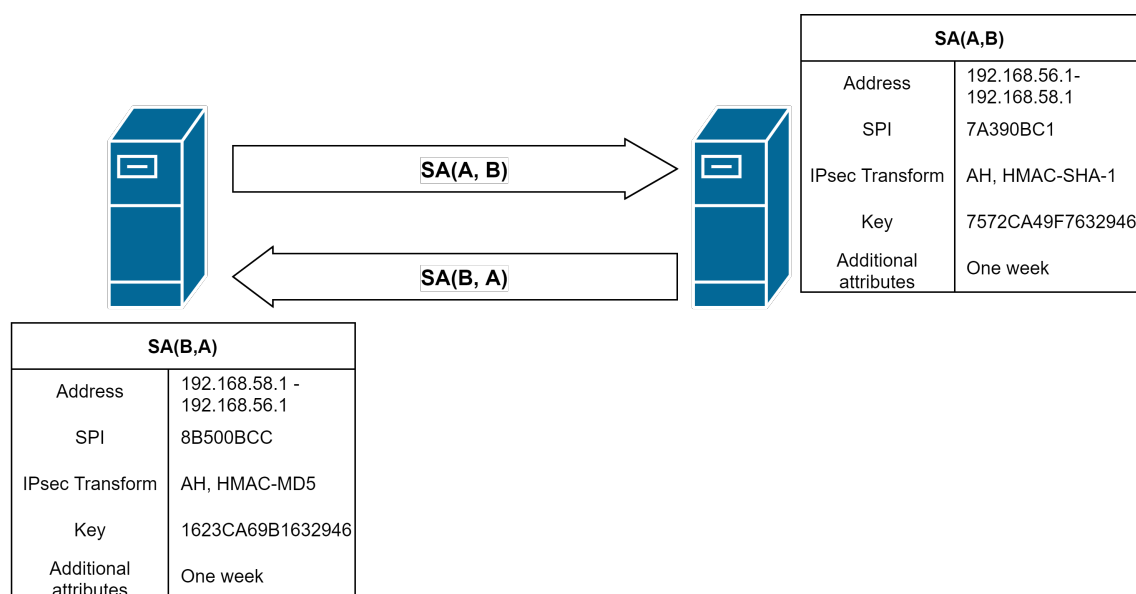 SA(A,B)
Address
192.168.56.1-
192.168.58.1
SPI
7A390BC1
IPsec Transform
AH, HMAC-SHA-1
Key
7572CA49F7632946
Additional
attributes
One week
SA(A, B)
SA(B, A)
SA(B,A)
Address
192.168.58.1 -
192.168.56.1
SPI
8B500BCC
IPsec Transform
AH, HMAC-MD5
Key
1623CA69B1632946
Additional
attributes
One week